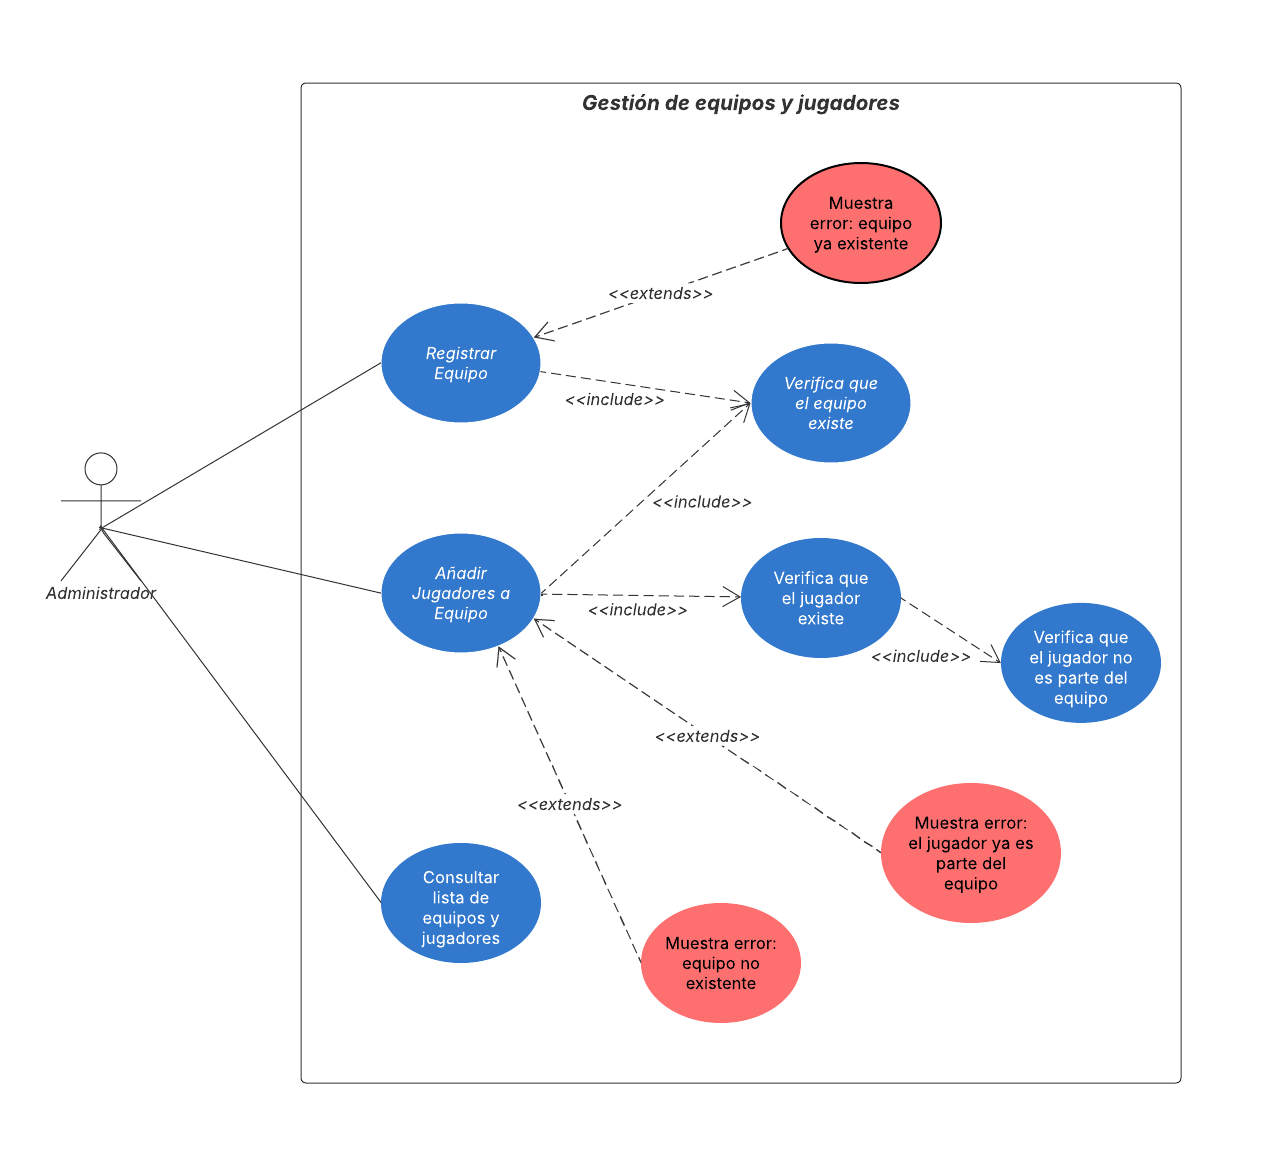 Gestión de equipos y jugadores
Muestra
error: equipo
ya existente
<<extends>>
Registrar
Equipo
<<include>>
Verifica que
el equipo
existe
<<include>>
Administrador
Añadir
Jugadores a
Equipo
<<include>>
Verifica que
el jugador
existe
<<include>>
Verifica que
el jugador no
es parte del
equipo
<<extends>>
<<extends>>
Muestra error:
el jugador ya es
parte del
equipo
Consultar
lista de
equipos y
jugadores
Muestra error:
equipo no
existente